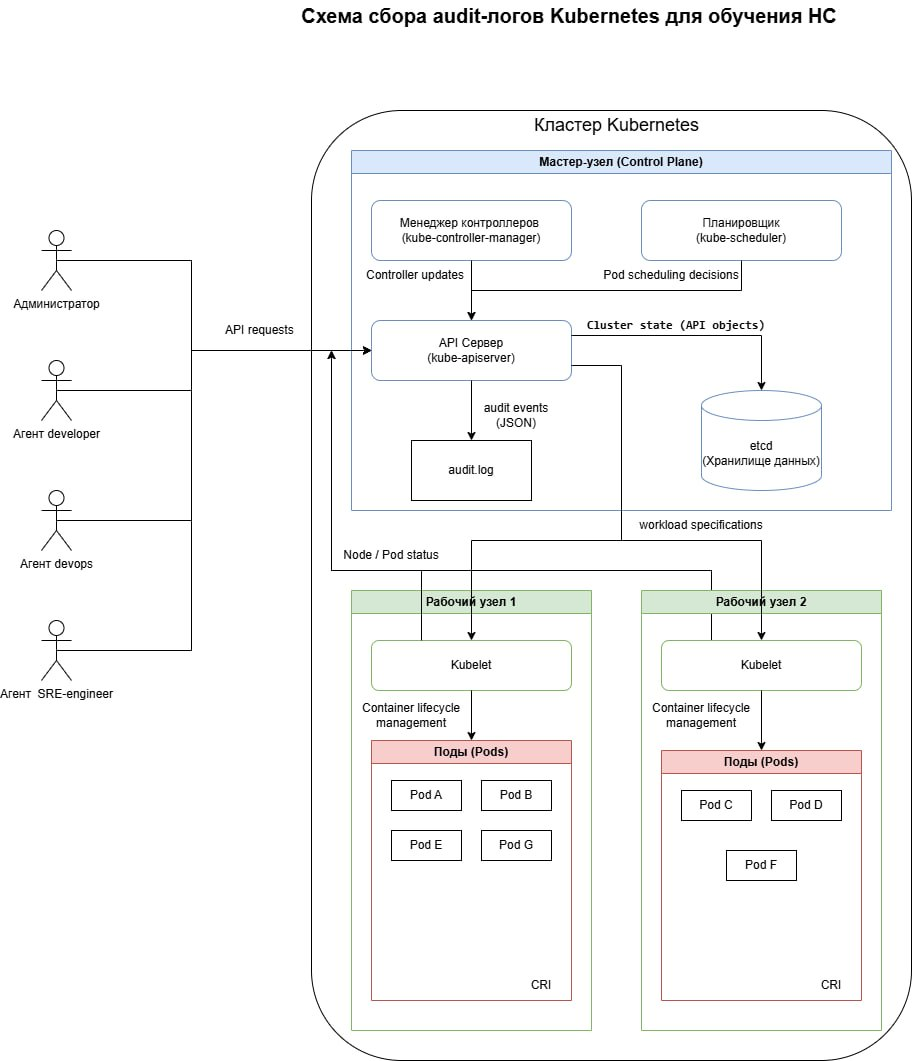 Схема сбора audit-логов Kubernetes для обучения НС
Кластер Kubernetes
Мастер-узел (Control Plane)
Менеджер контроллеров
(kube-controller-manager)
Планировщик
(kube-scheduler)
Controller updates
Pod scheduling decisions
Администратор
API requests
API Сервер
(kube-apiserver)
Cluster state (API objects)
Агент developer
audit events
(JSON)
audit.log
etcd
(Хранилище данных)
workload specifications
Node / Pod status
Агент devops
Агент SRE-engineer
Рабочий узел 1
Kubelet
Container lifecycle
management
Поды (Pods)
Pod A
Pod B
Pod E
Pod G
CRI
Рабочий узел 2
Kubelet
Container lifecycle
management
Поды (Pods)
Pod C
Pod D
Pod F
CRI